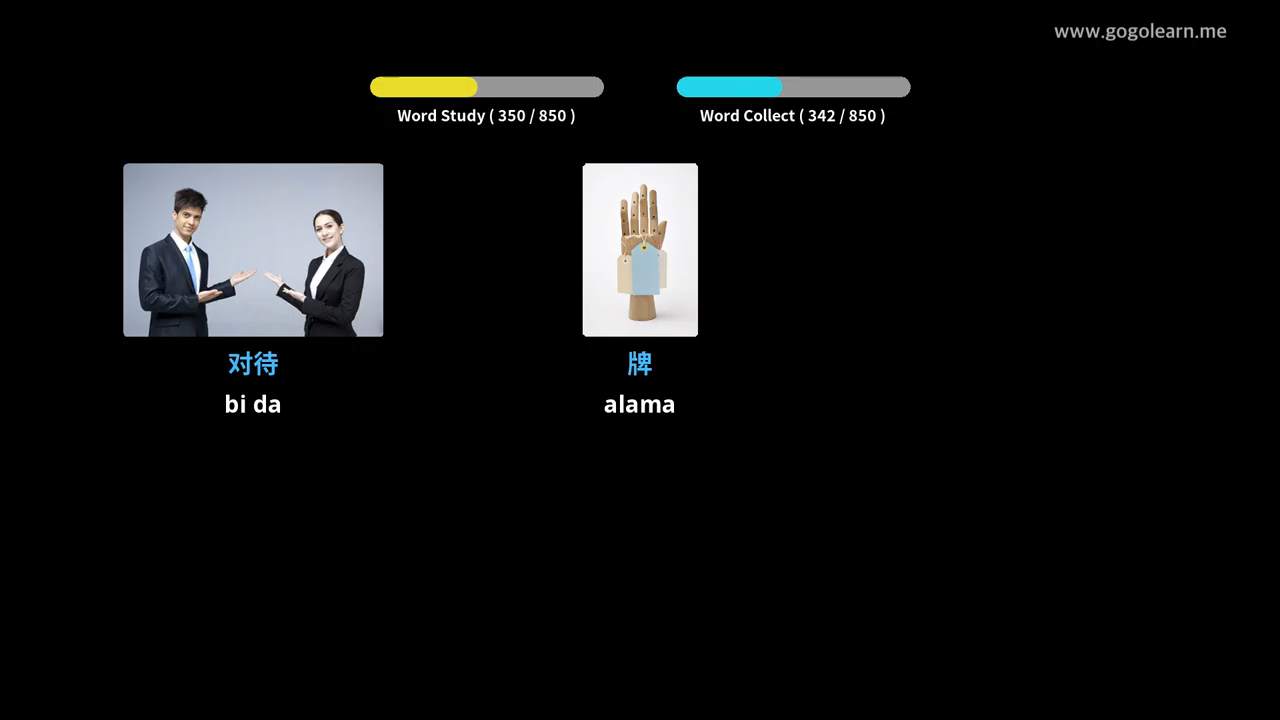 www.gogolearn.me
Word Study ( 350 / 850 )
Word Collect ( 342 / 850 )
对待
bi da
牌
alama